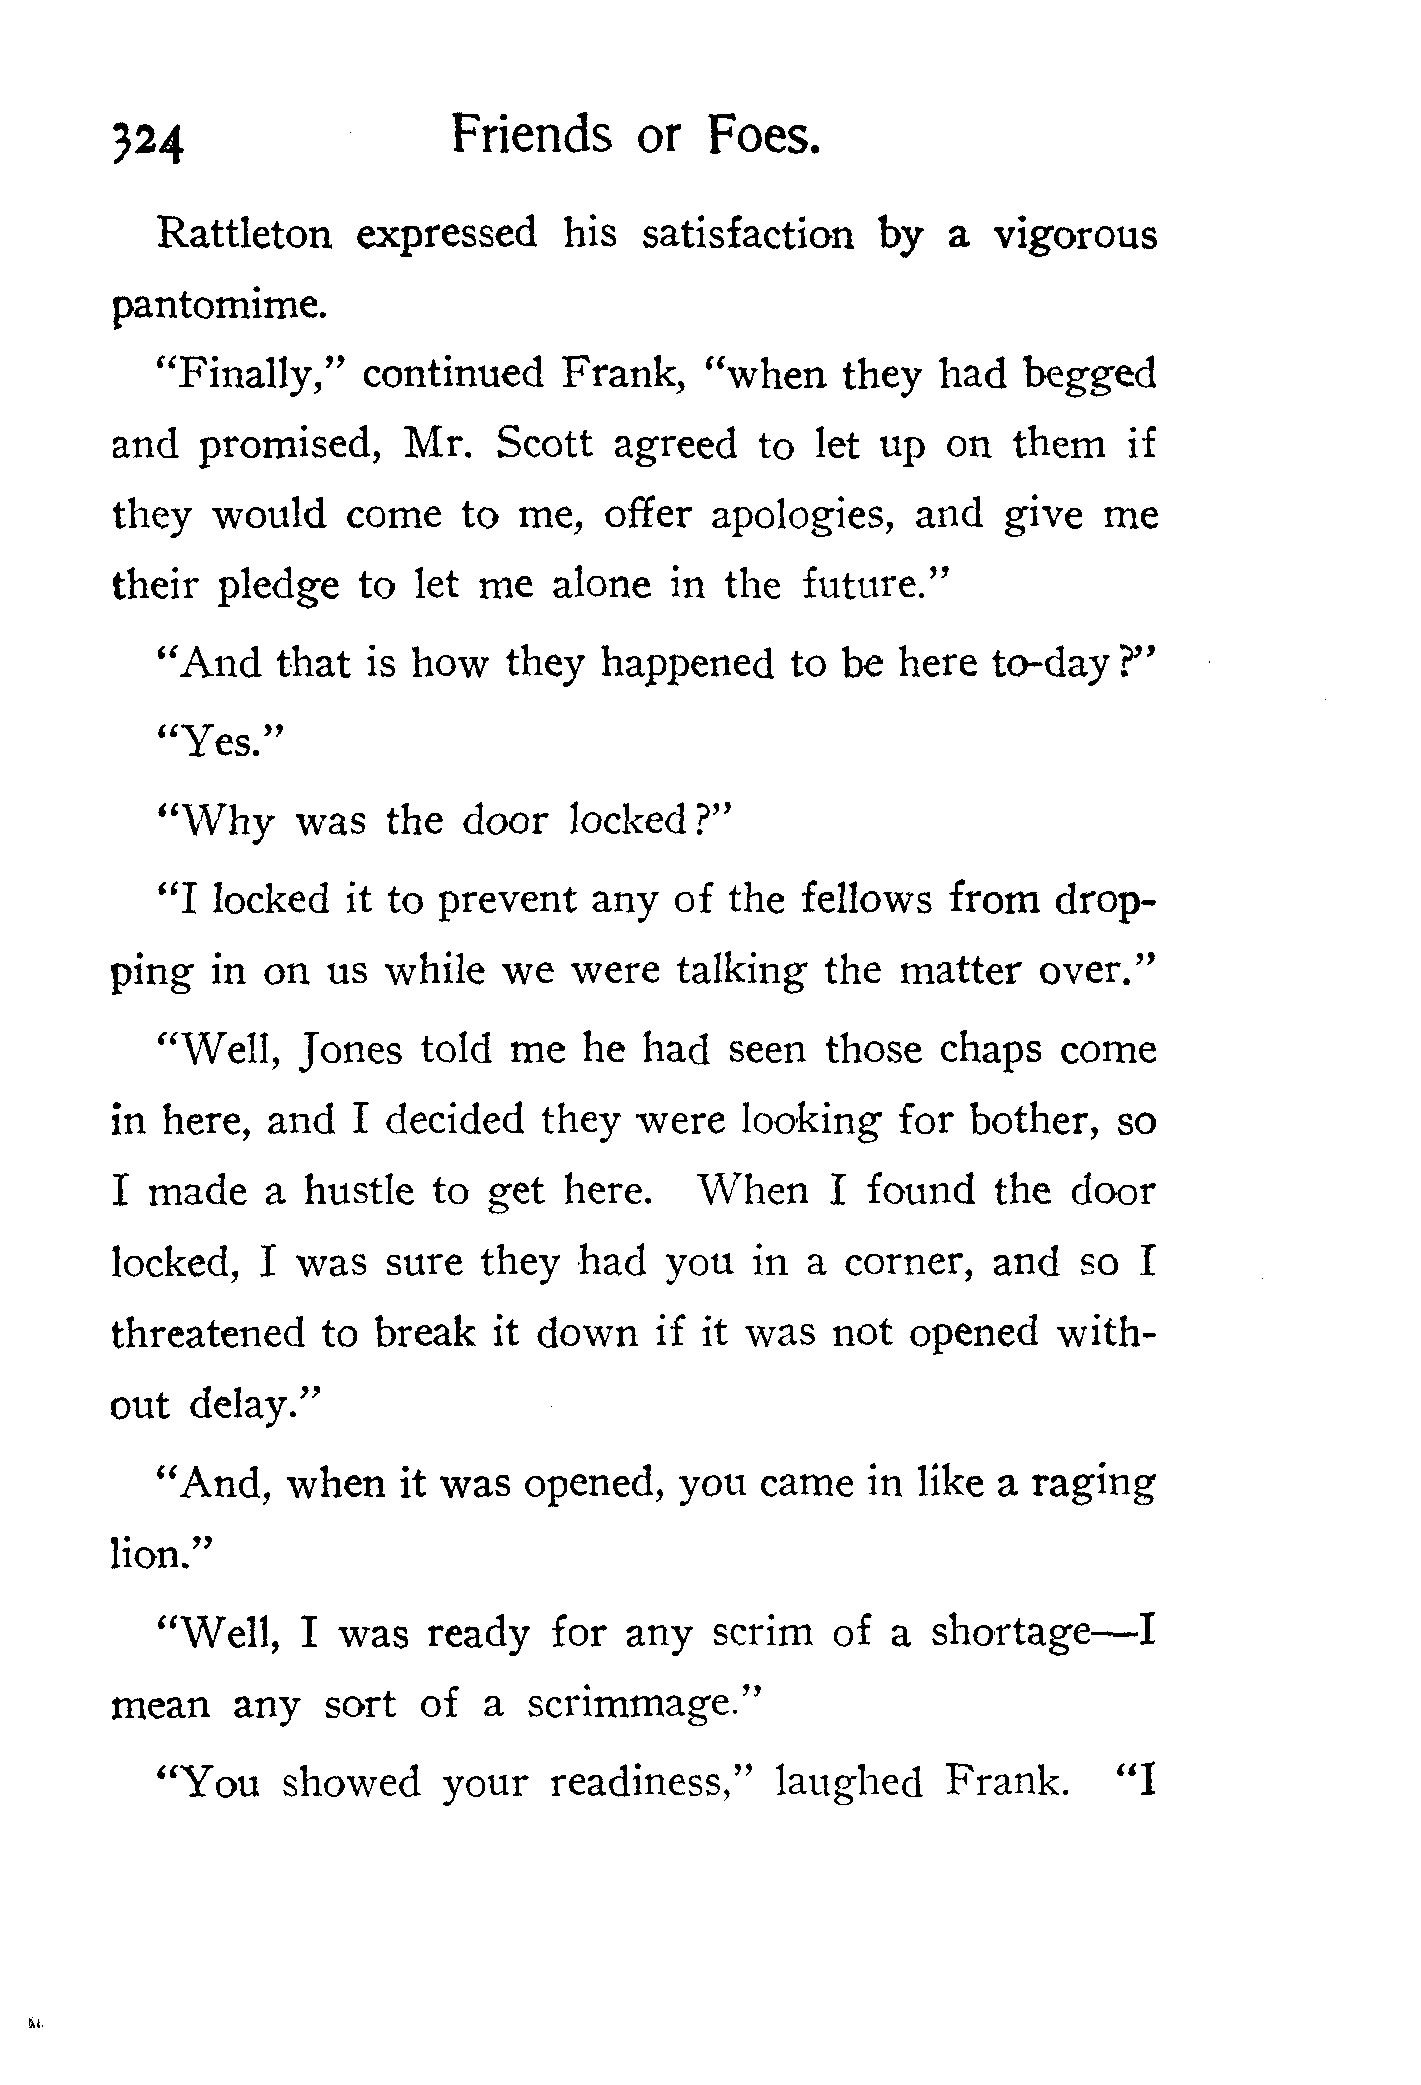 324 Friends or Foes.
Rattleton expressed his satisfaction by a vigorous
pantomime.
“Finally,” continued Frank, “when they had begged
and promised, Mr. Scott agreed to let up on them if
they would come to me, offer apologies, and give me
their pledge to let me alone in the future.”
“And that is how they happened to be here to-day?”
“Yes.”
“Why was the door locked?”
“I locked it to prevent any of the fellows from drop-
ping in on us while we were talking the matter over.”
“Well, Jones told me he had seen those chaps come
in here, and I decided they were looking for bother, so
I made a hustle to get here. When I found the door
locked, I was sure they had you in a corner, and so I
threatened to break it down if it was not opened with-
out delay.”
“And, when it was opened, you came in like a raging
lion.”
“Well, I was ready for any scrim of a shortage—I
mean any sort of a scrimmage.”
“You showed your readiness,” laughed Frank. “I